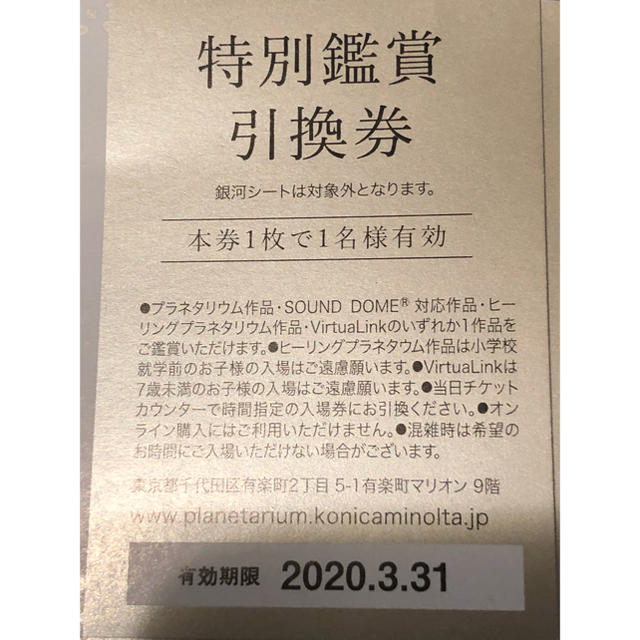 特別鑑賞
引換券
銀河シートは対象外となります。
本券1枚で1名様有効
●プラネタリウム作品・SOUND DOME® 対応作品・ヒー
リングプラネタリウム作品・VirtuaLinkのいずれか1作品を
ご鑑賞いただけます。●ヒーリングプラネタウム作品は小学校
就学前のお子様の入場はご遠慮願います。●VirtuaLinkは
7歳未満のお子様の入場はご遠慮願います。●当日チケット
カウンターで時間指定の入場券にお引換ください。●オン
ライン購入にはご利用いただけません。●混雑時は希望の
お時間にご入場いただけない場合がございます。
東京都千代田区有楽町2丁目 5-1有楽町マリオン 9階
www.planetarium.konicaminolta.jp
有効期限 2020.3.31